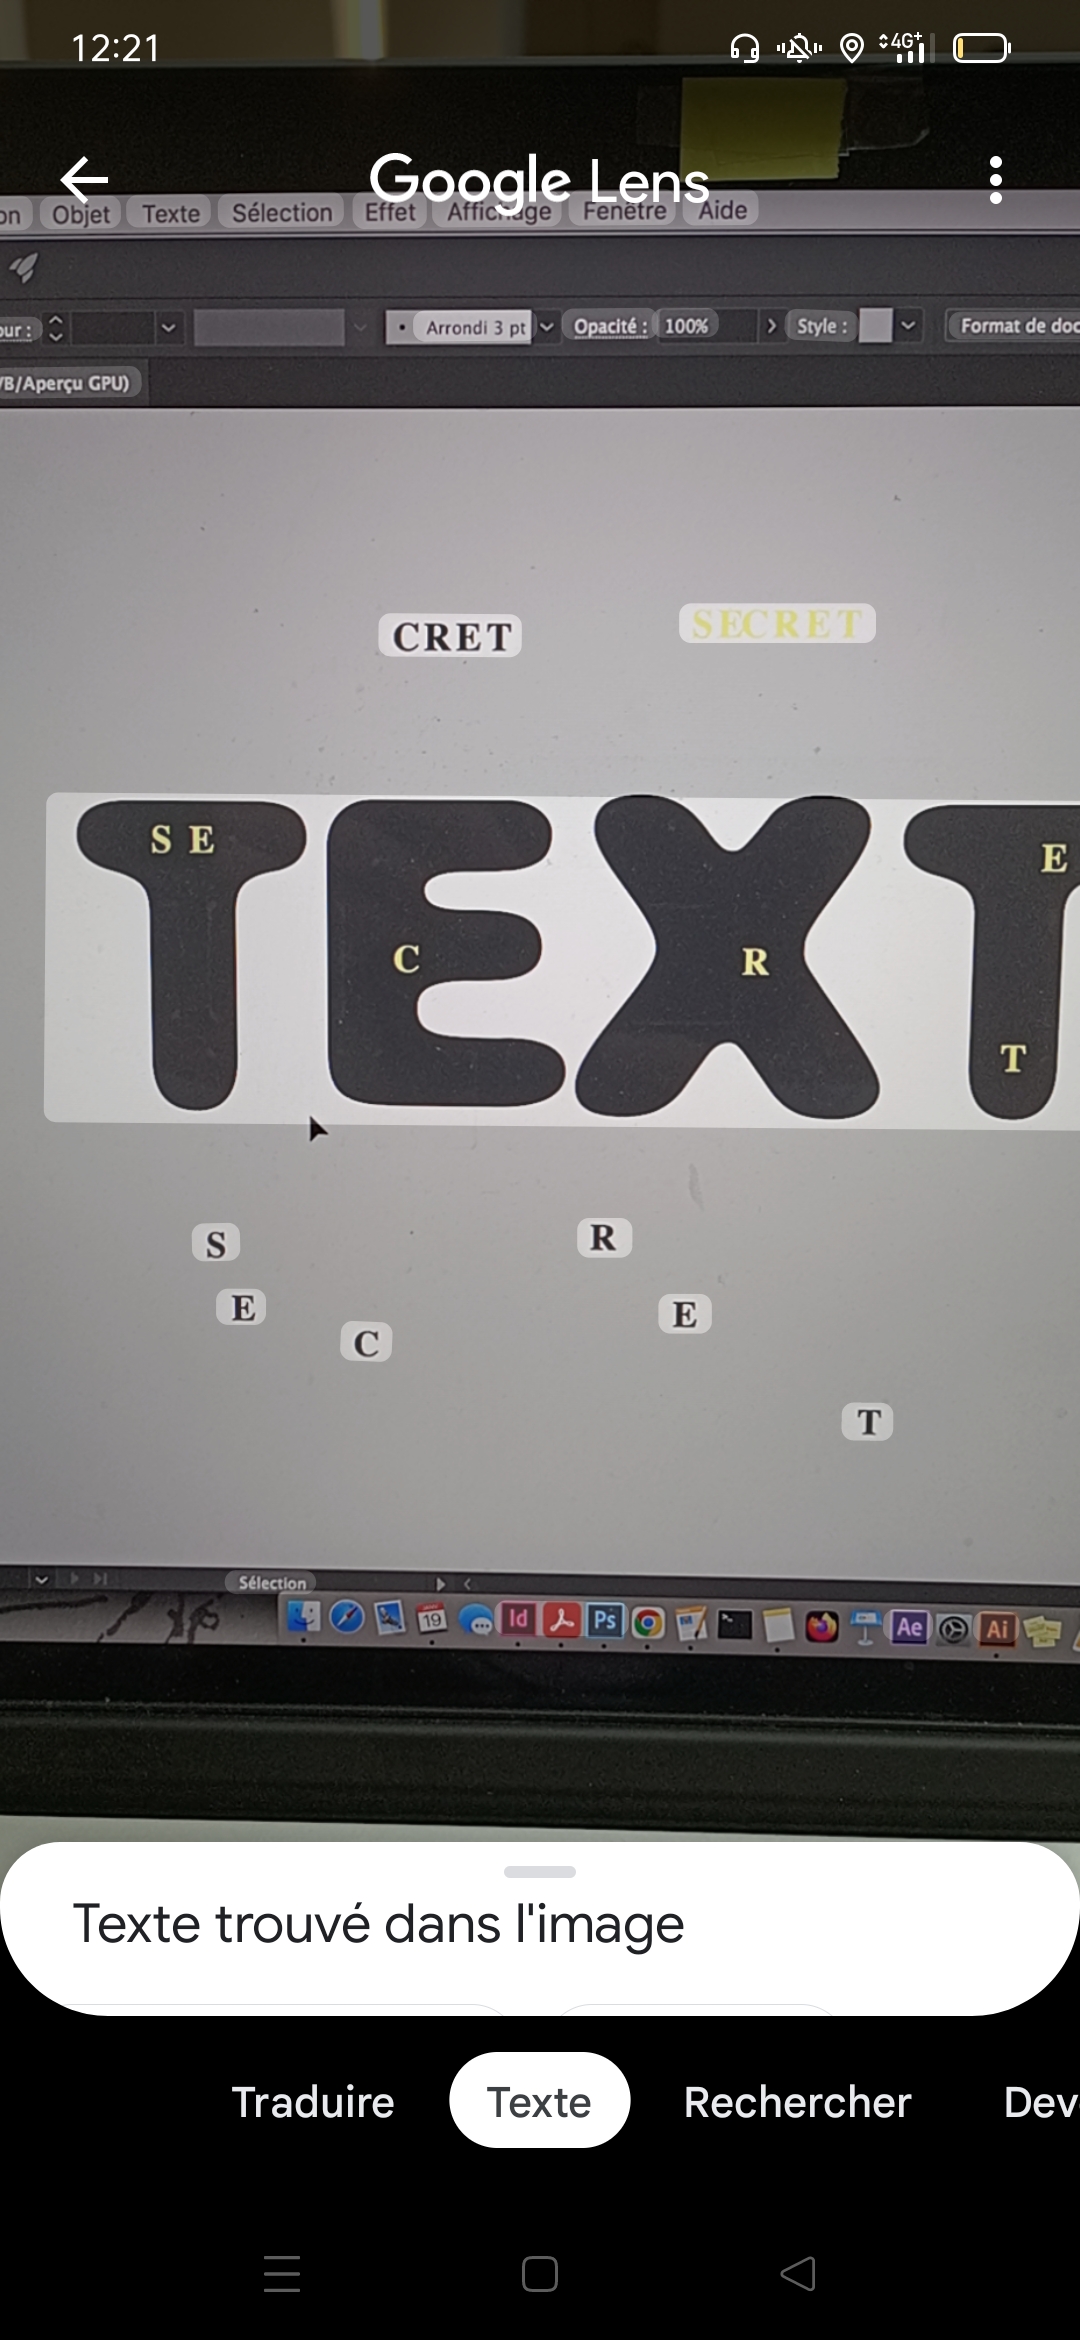 12:21
4G+
Google Lens
on Objet Texte Sélection Effet Affichage Fenêtre Aide
our : Arrondi 3 pt Opacité : 100% Style : Format de doc
/B/Aperçu GPU)
CRET SECRET
TEXT
S E
E
C
R
T
S
R
E
E
C
T
Sélection
19 Id Ps Ae Ai
Texte trouvé dans l'image
Traduire Texte Rechercher Dev